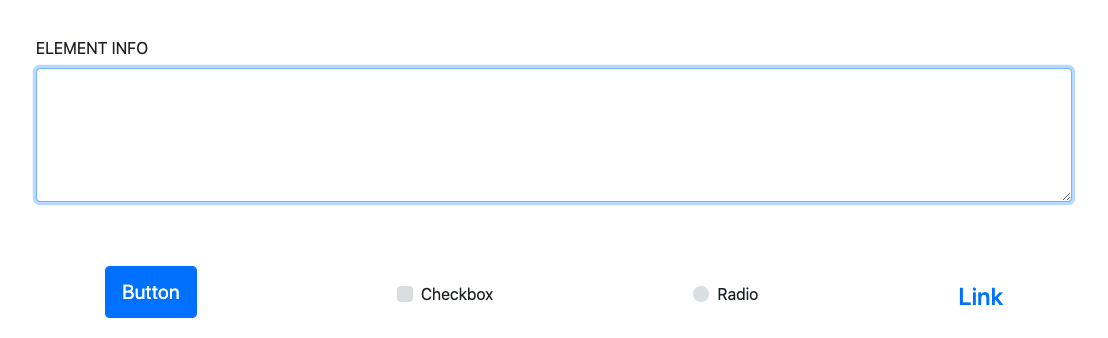 ELEMENT INFO
Button
Checkbox
Radio
Link